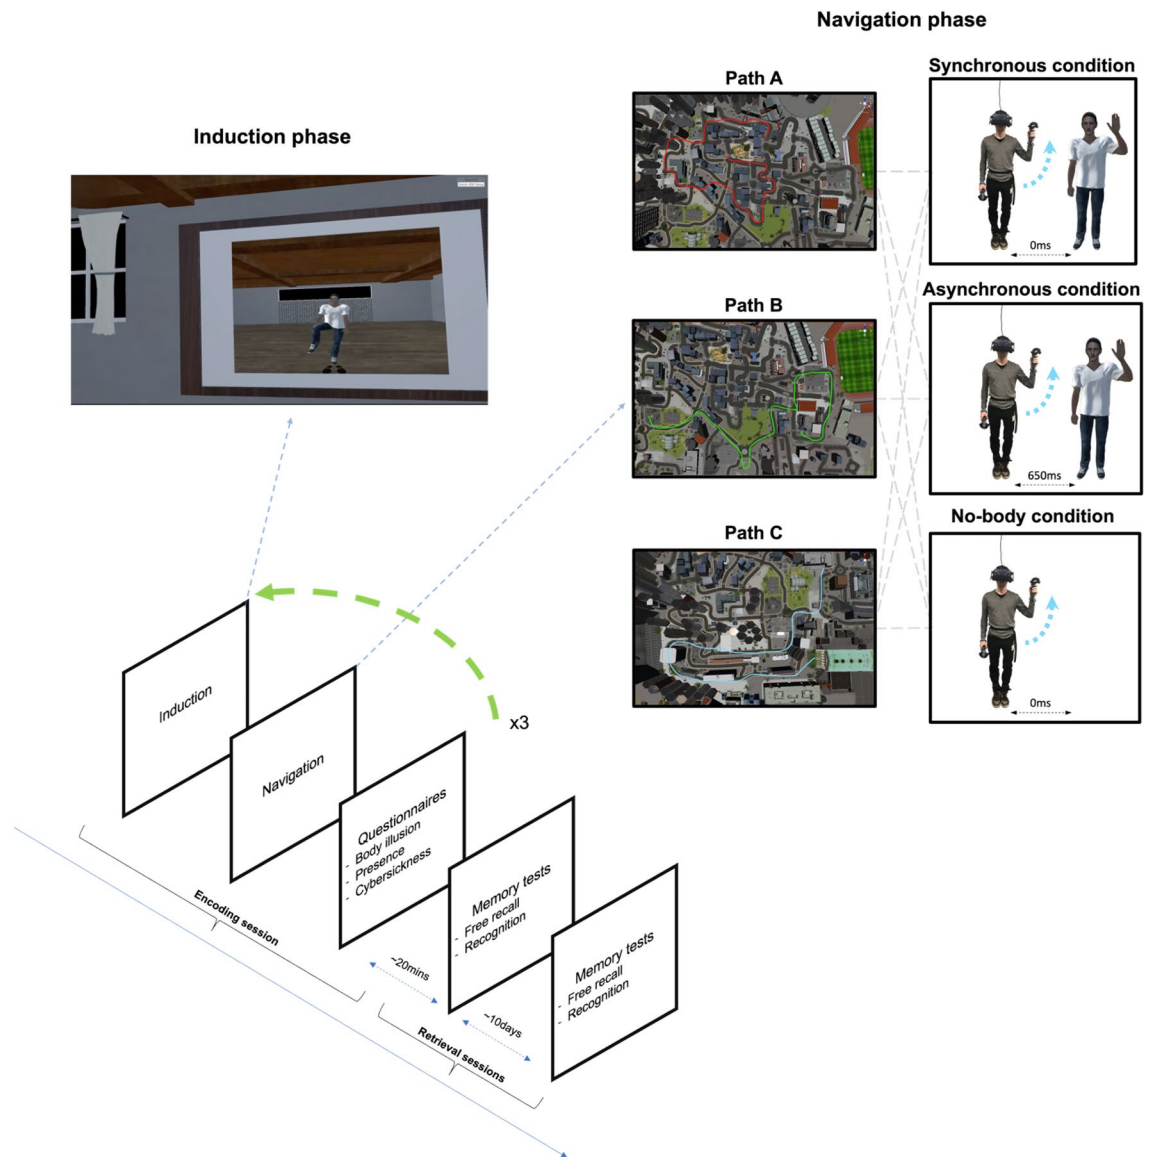 Navigation phase
Induction phase
Path A
Synchronous condition
0ms
Path B
Asynchronous condition
650ms
Path C
No-body condition
0ms
x3
Induction
Navigation
Questionnaires
- Body illusion
- Presence
- Cybersickness
Memory tests
- Free recall
- Recognition
Memory tests
- Free recall
- Recognition
~20mins
~10days
Encoding session
Retrieval sessions